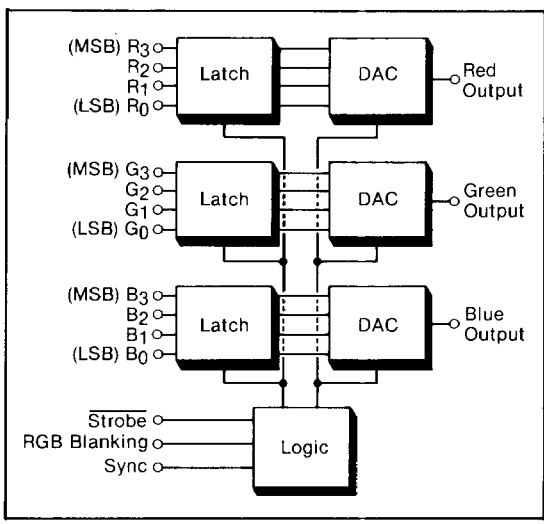 (MSB) R3
R2
R1
(LSB) R0
Latch
DAC
Red
Output
(MSB) G3
G2
G1
(LSB) G0
Latch
DAC
Green
Output
(MSB) B3
B2
B1
(LSB) B0
Latch
DAC
Blue
Output
Strobe
RGB Blanking
Sync
Logic